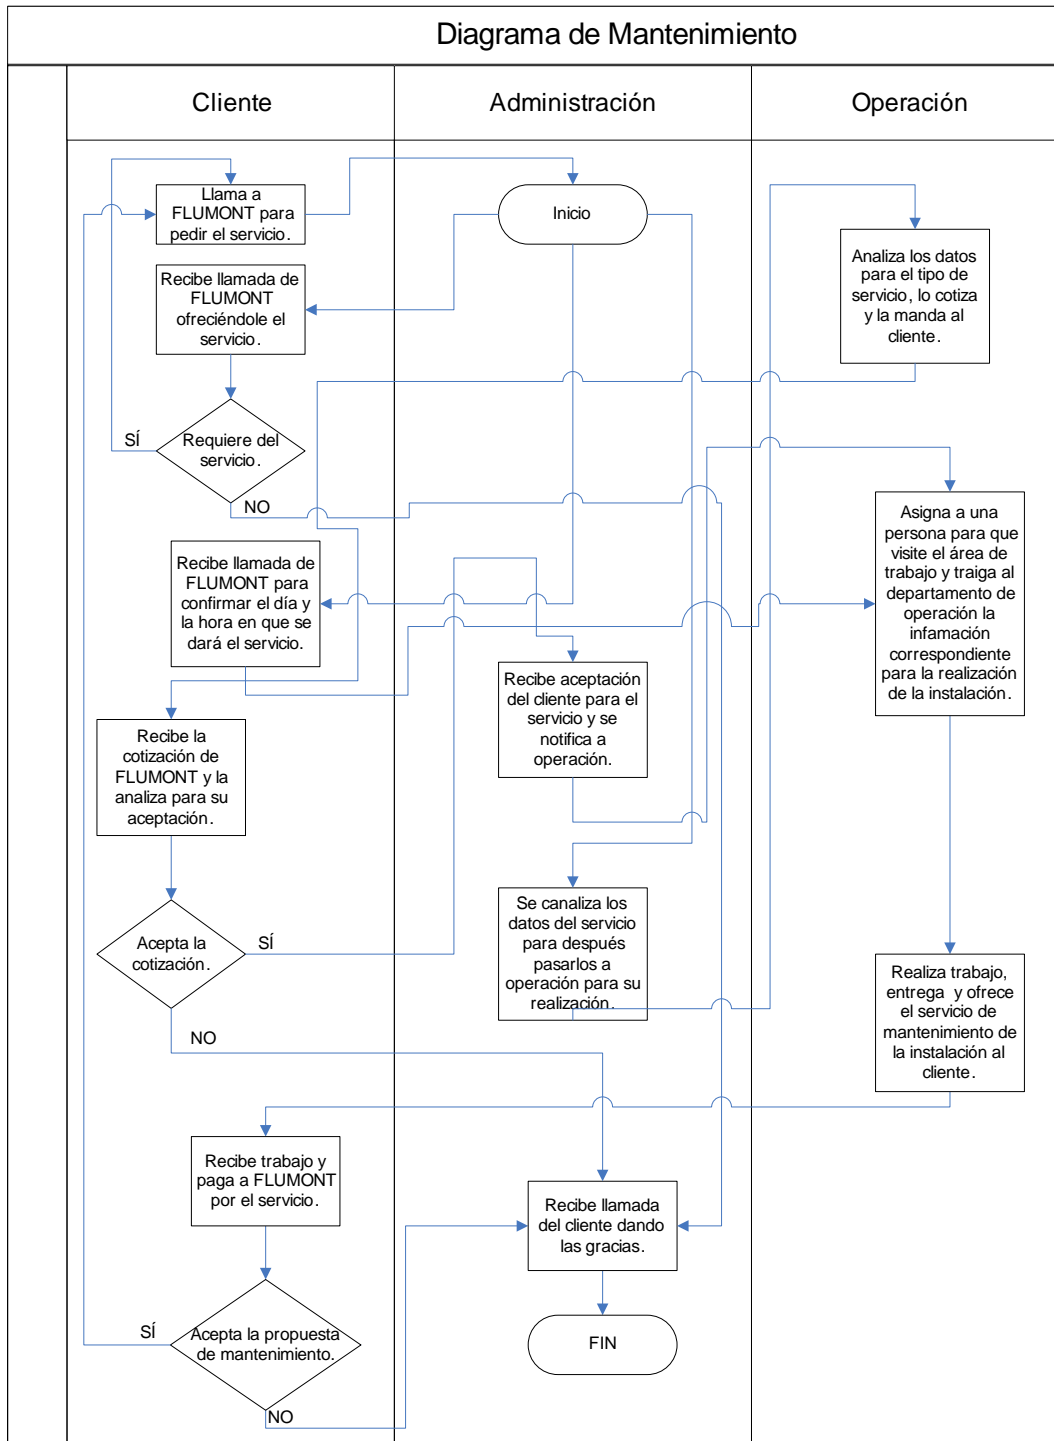 Diagrama de Mantenimiento
Cliente
Administración
Operación
Llama a
FLUMONT para
pedir el servicio.
Inicio
Analiza los datos
para el tipo de
servicio, lo cotiza
y la manda al
cliente.
Recibe llamada de
FLUMONT
ofreciéndole el
servicio.
Requiere del
servicio.
SÍ
NO
Asigna a una
persona para que
visite el área de
trabajo y traiga al
departamento de
operación la
infamación
correspondiente
para la realización
de la instalación.
Recibe llamada de
FLUMONT para
confirmar el día y
la hora en que se
dará el servicio.
Recibe aceptación
del cliente para el
servicio y se
notifica a
operación.
Recibe la
cotización de
FLUMONT y la
analiza para su
aceptación.
Acepta la
cotización.
SÍ
NO
Se canaliza los
datos del servicio
para después
pasarlos a
operación para su
realización.
Realiza trabajo,
entrega y ofrece
el servicio de
mantenimiento de
la instalación al
cliente.
Recibe trabajo y
paga a FLUMONT
por el servicio.
Recibe llamada
del cliente dando
las gracias.
Acepta la propuesta
de mantenimiento.
SÍ
NO
FIN